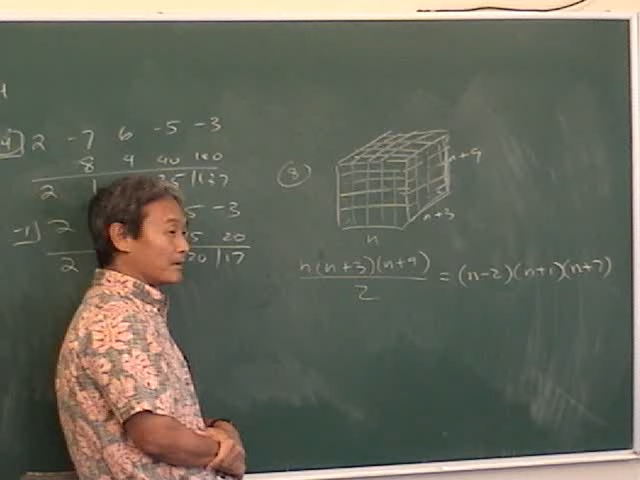 4| 2 -7 6 -5 -3
8 4 40 140
2 1 35 |137
-1| 2 5 -3
5 20
2 20 |17
8
n+9
n+3
n
n(n+3)(n+9)
2
= (n-2)(n+1)(n+7)